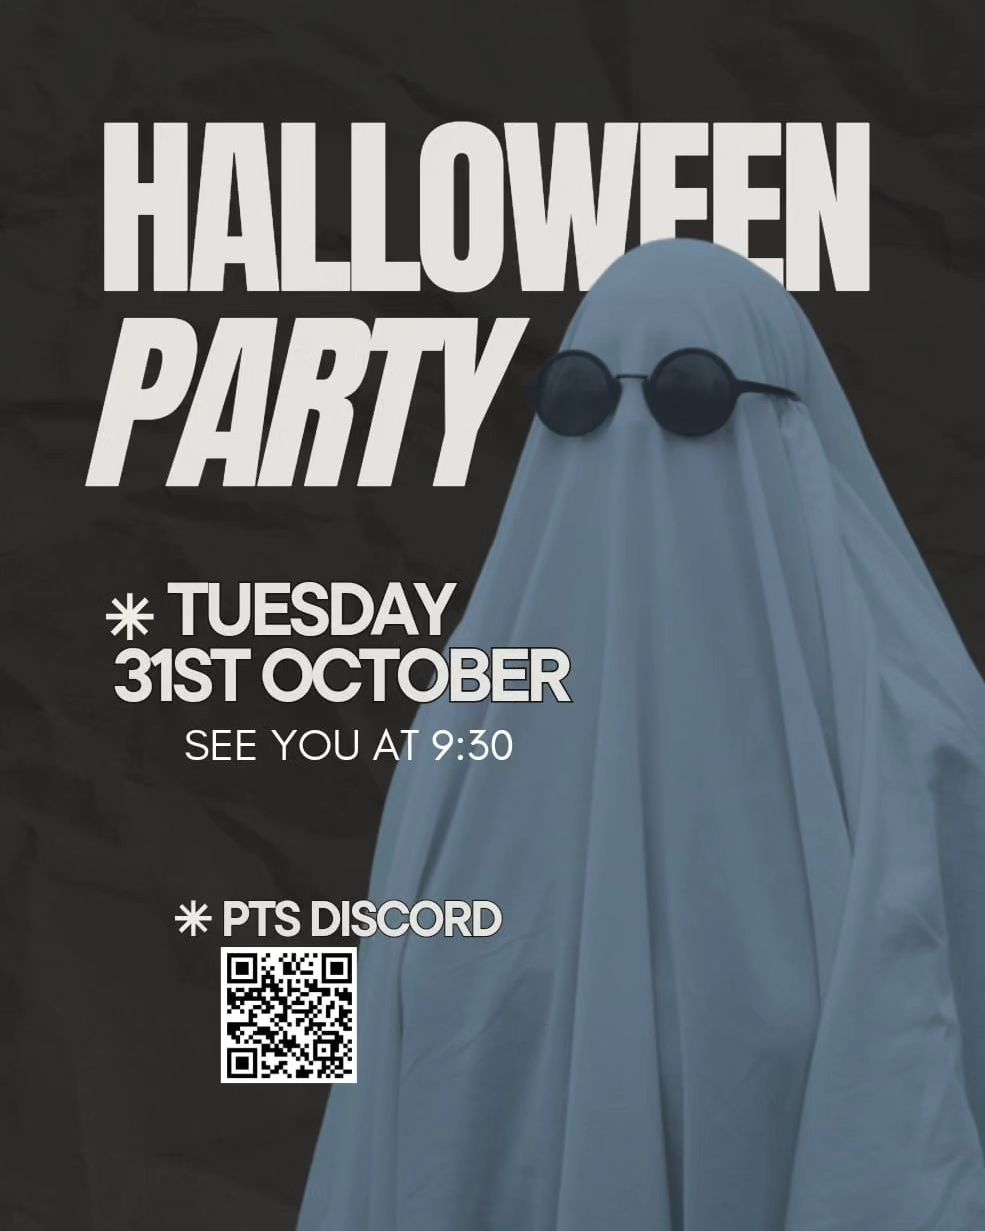 HALLOWEEN
PARTY
TUESDAY
31ST OCTOBER
SEE YOU AT 9:30
PTS DISCORD